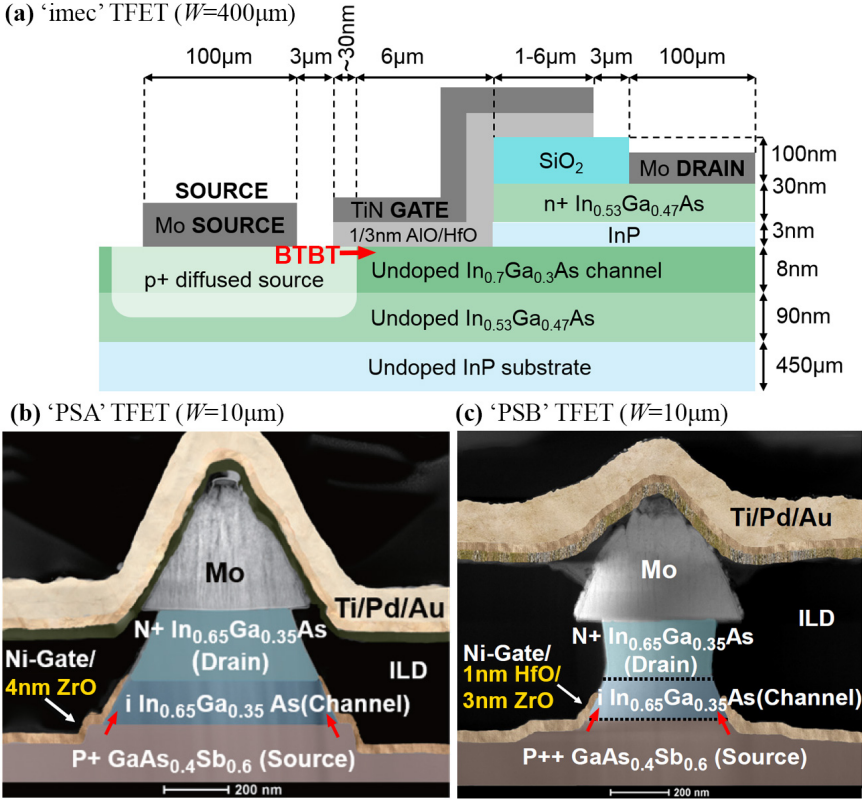 (a) ‘imec’ TFET (W=400μm)
~30nm
100μm
3μm
6μm
1-6μm
3μm
100μm
SOURCE
Mo SOURCE
TiN GATE
1/3nm AlO/HfO
SiO2
Mo DRAIN
100nm
30nm
n+ In0.53Ga0.47As
InP
3nm
BTBT
p+ diffused source
Undoped In0.7Ga0.3As channel
8nm
Undoped In0.53Ga0.47As
90nm
Undoped InP substrate
450μm
(b) ‘PSA’ TFET (W=10μm)
Mo
Ti/Pd/Au
N+ In0.65Ga0.35As
(Drain)
Ni-Gate/
4nm ZrO
ILD
i In0.65Ga0.35 As(Channel)
P+ GaAs0.4Sb0.6 (Source)
200 nm
(c) ‘PSB’ TFET (W=10μm)
Ti/Pd/Au
Mo
ILD
N+ In0.65Ga0.35As
(Drain)
Ni-Gate/
1nm HfO/
3nm ZrO
i In0.65Ga0.35As(Channel)
P++ GaAs0.4Sb0.6 (Source)
200 nm